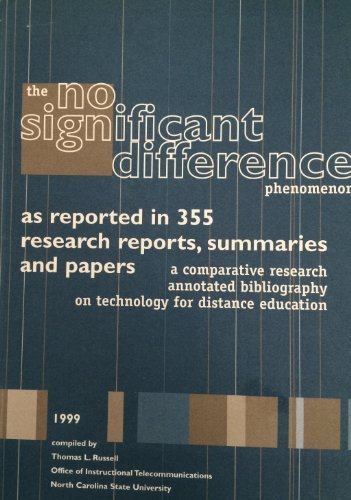 the no
significant
difference
phenomenon
as reported in 355
research reports, summaries
and papers
a comparative research
annotated bibliography
on technology for distance education
1999
compiled by
Thomas L. Russell
Office of Instructional Telecommunications
North Carolina State University